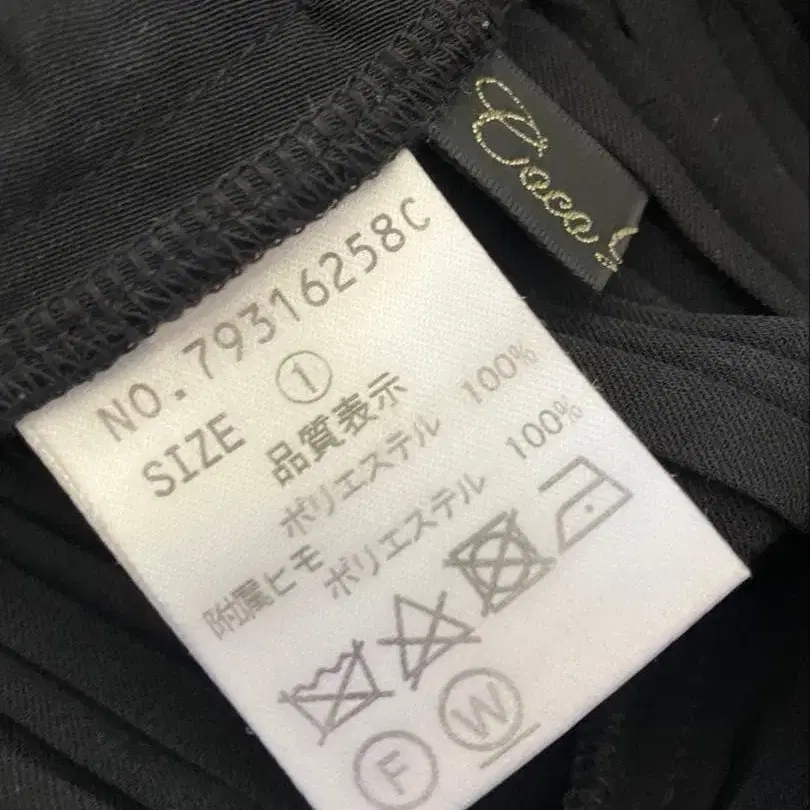 Coco
NO.79316258C
SIZE ①
品質表示
ポリエステル 100%
附属ヒモ ポリエステル 100%
F W